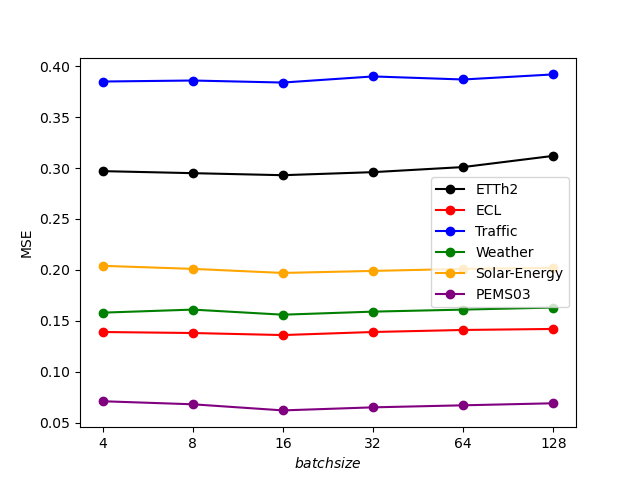 0.40
0.35
0.30
0.25
0.20
0.15
0.10
0.05
MSE
ETTh2
ECL
Traffic
Weather
Solar-Energy
PEMS03
4 8 16 32 64 128
batchsize